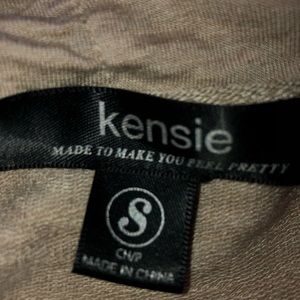 kensie
MADE TO MAKE YOU FEEL PRETTY
S
CH/P
MADE IN CHINA